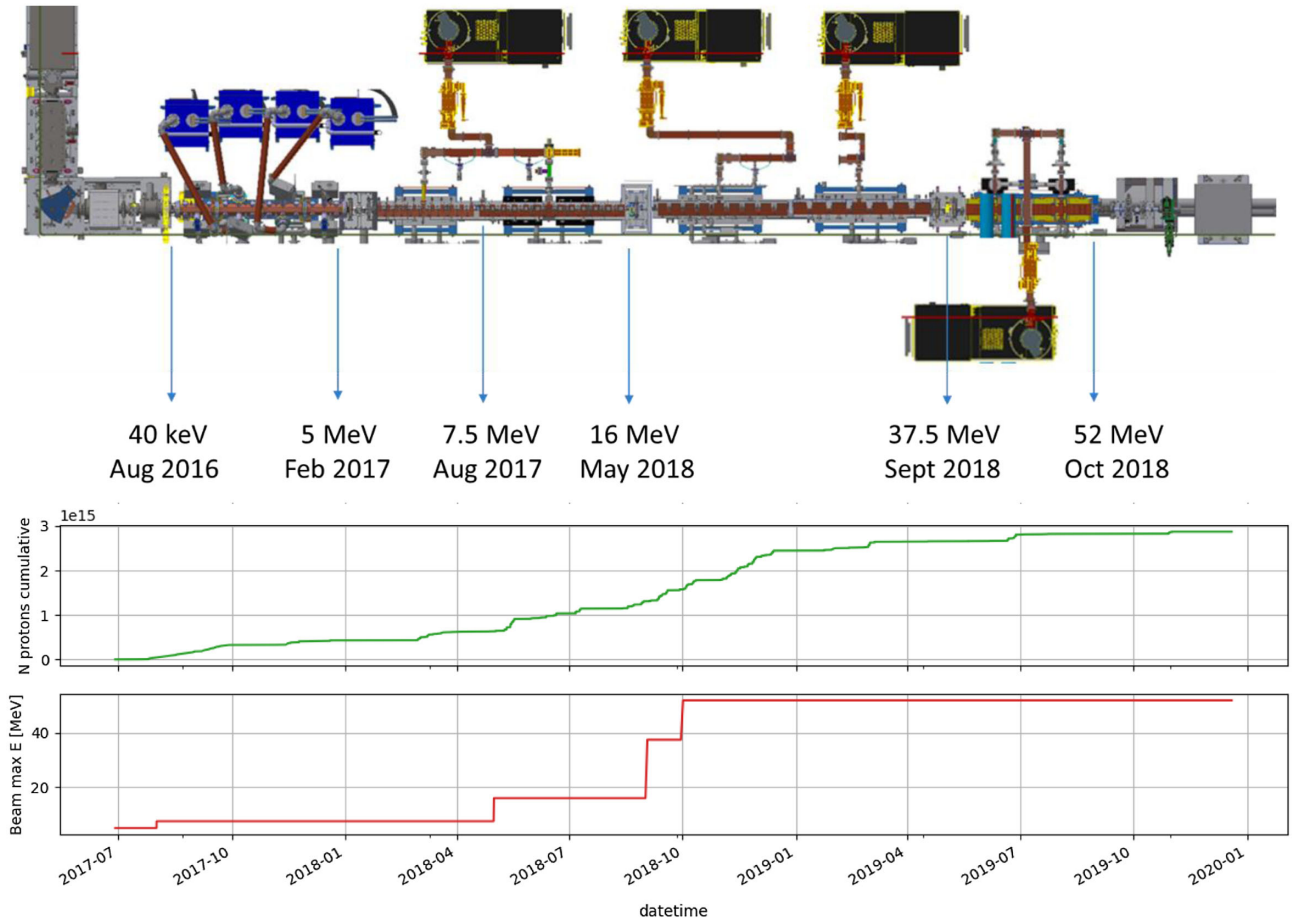 40 keV
Aug 2016
5 MeV
Feb 2017
7.5 MeV
Aug 2017
16 MeV
May 2018
37.5 MeV
Sept 2018
52 MeV
Oct 2018
1e15
N protons cumulative
3
2
1
0
Beam max E [MeV]
40
20
2017-07
2017-10
2018-01
2018-04
2018-07
2018-10
2019-01
2019-04
2019-07
2019-10
2020-01
datetime